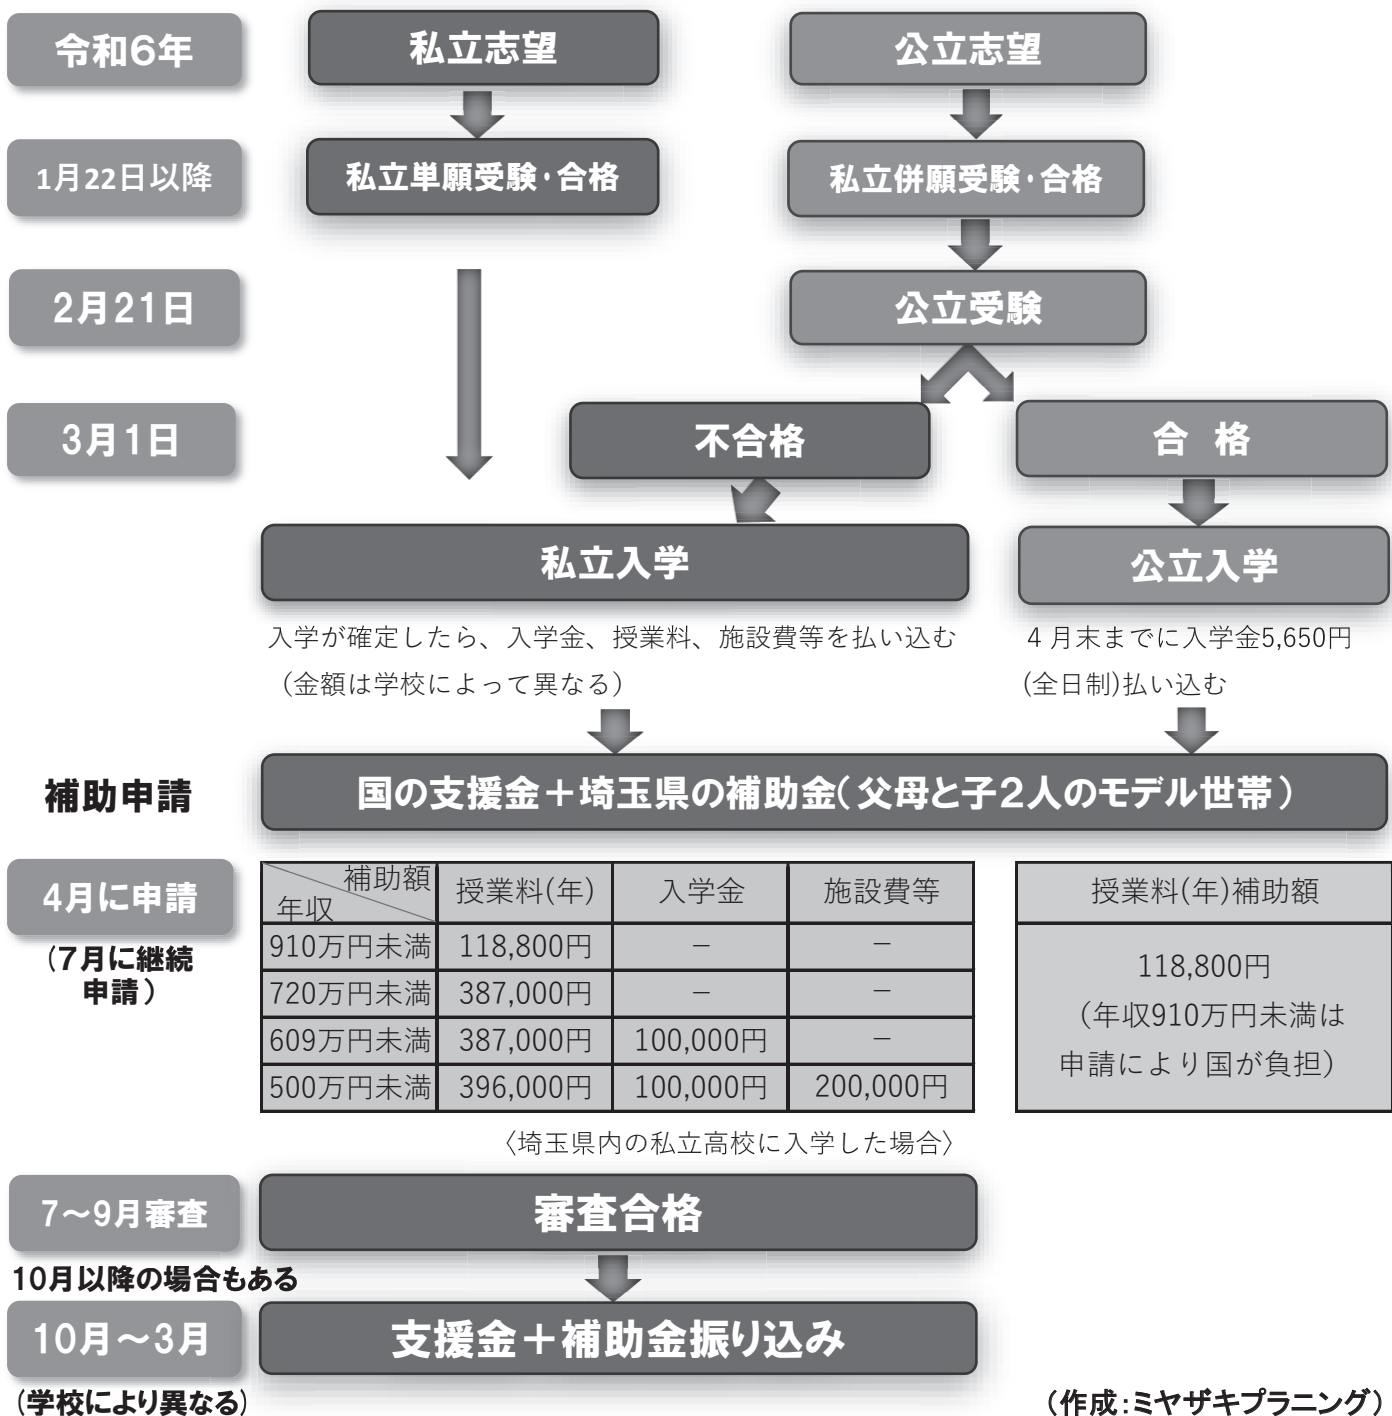 令和6年
私立志望
公立志望
1月22日以降
私立単願受験・合格
私立併願受験・合格
2月21日
公立受験
3月1日
不合格
合 格
私立入学
公立入学
入学が確定したら、入学金、授業料、施設費等を払い込む
（金額は学校によって異なる）
４月末までに入学金5,650円
(全日制)払い込む
補助申請
国の支援金＋埼玉県の補助金（父母と子２人のモデル世帯）
4月に申請
（7月に継続
申請）
補助額
年収
授業料(年)
入学金
施設費等
910万円未満 118,800円 － －
720万円未満 387,000円 － －
609万円未満 387,000円 100,000円 －
500万円未満 396,000円 100,000円 200,000円
授業料(年)補助額
118,800円
（年収910万円未満は
申請により国が負担）
〈埼玉県内の私立高校に入学した場合〉
7～9月審査
審査合格
10月以降の場合もある
10月～3月
支援金＋補助金振り込み
（学校により異なる）
（作成：ミヤザキプラニング）